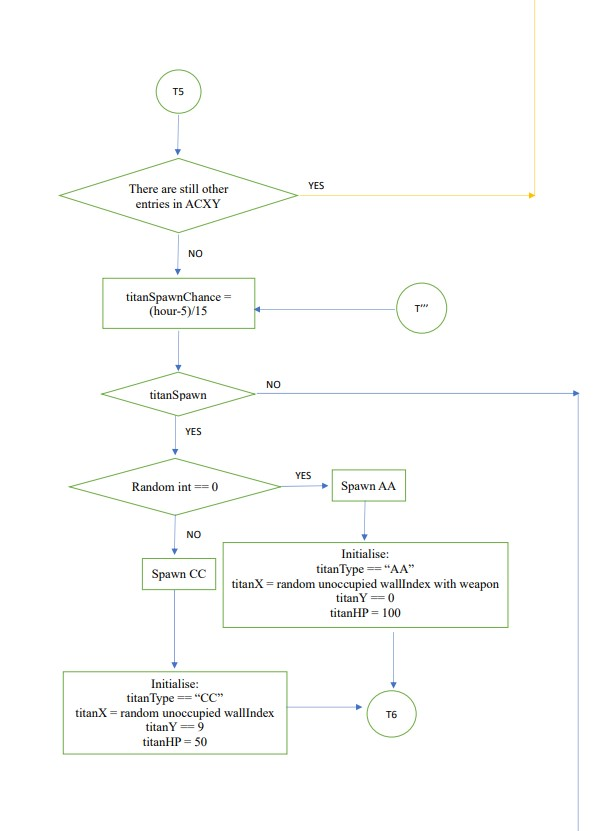 T5
There are still other
entries in ACXY
YES
NO
titanSpawnChance =
(hour-5)/15
T’’’
titanSpawn
NO
YES
Random int == 0
YES
Spawn AA
NO
Spawn CC
Initialise:
titanType == “AA”
titanX = random unoccupied wallIndex with weapon
titanY == 0
titanHP = 100
Initialise:
titanType == “CC”
titanX = random unoccupied wallIndex
titanY == 9
titanHP = 50
T6